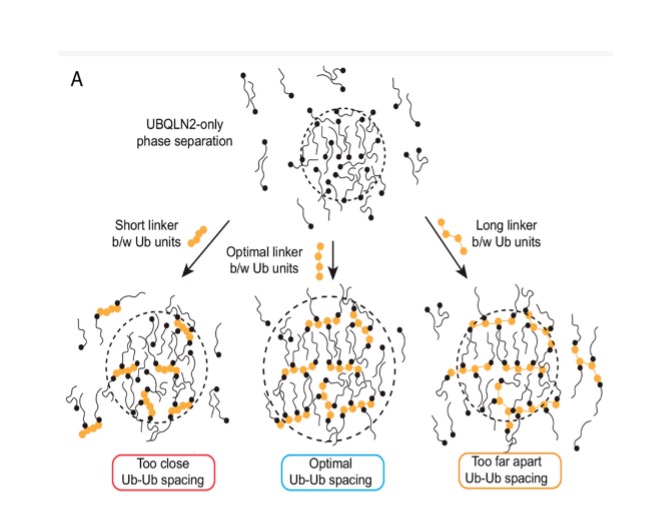 A
UBQLN2-only
phase separation
Short linker
b/w Ub units
Optimal linker
b/w Ub units
Long linker
b/w Ub units
Too close
Ub-Ub spacing
Optimal
Ub-Ub spacing
Too far apart
Ub-Ub spacing